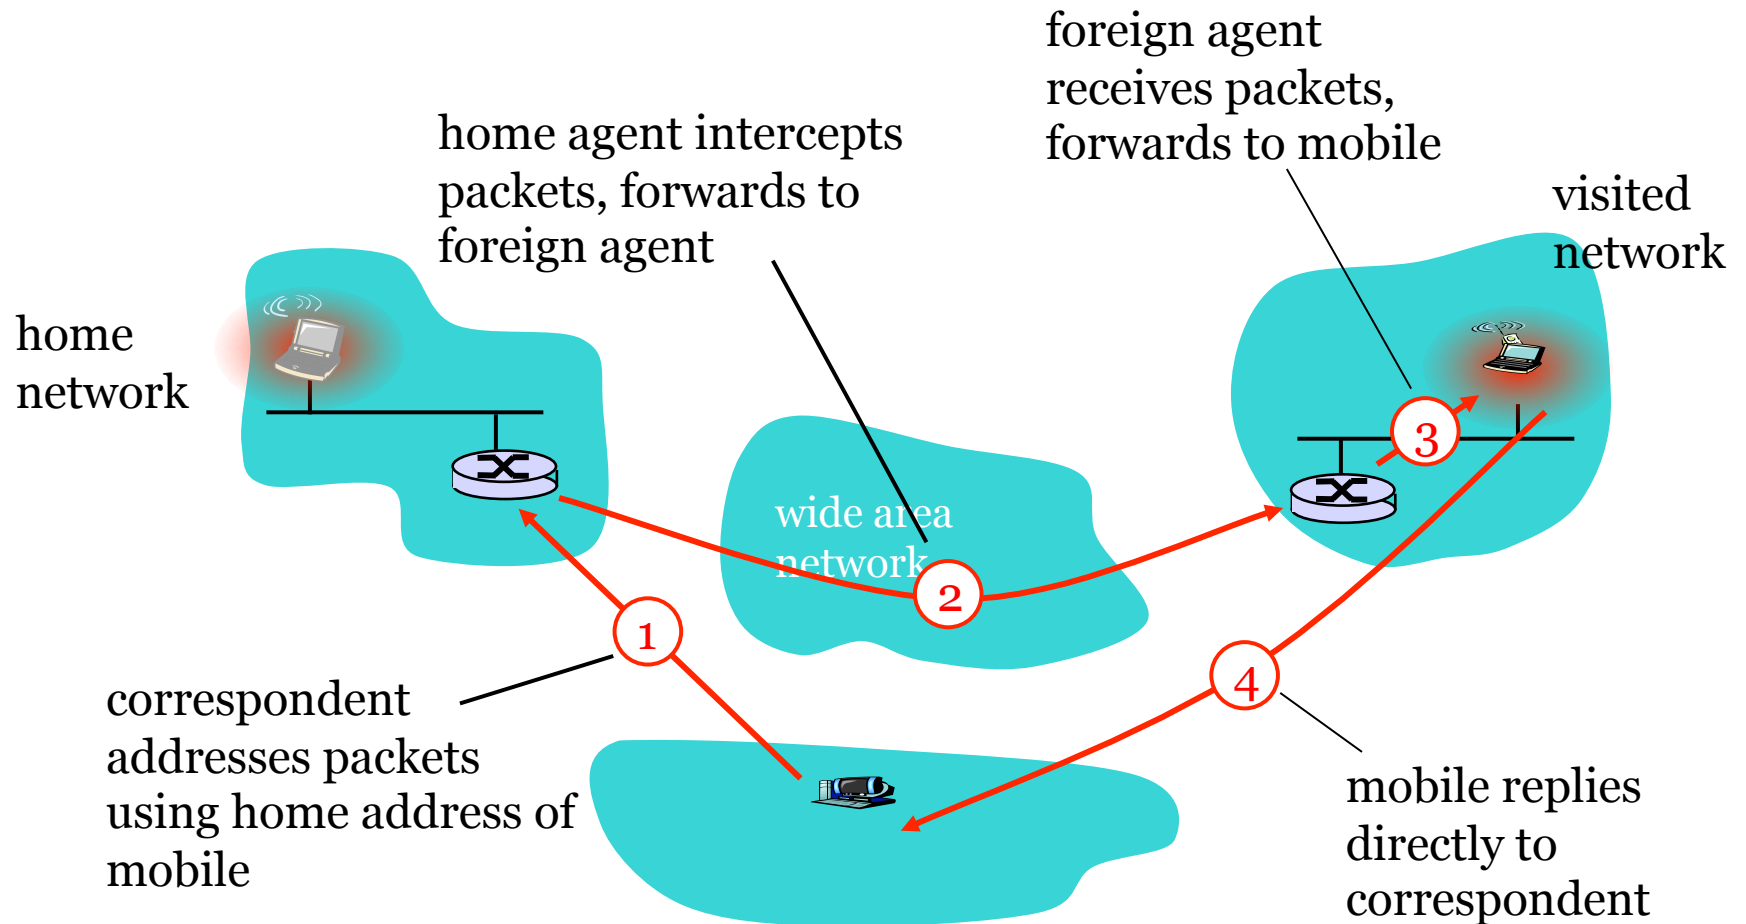 foreign agent
receives packets,
forwards to mobile
home agent intercepts
packets, forwards to
foreign agent
visited
network
home
network
3
wide area
network
2
1
4
correspondent
addresses packets
using home address of
mobile
mobile replies
directly to
correspondent